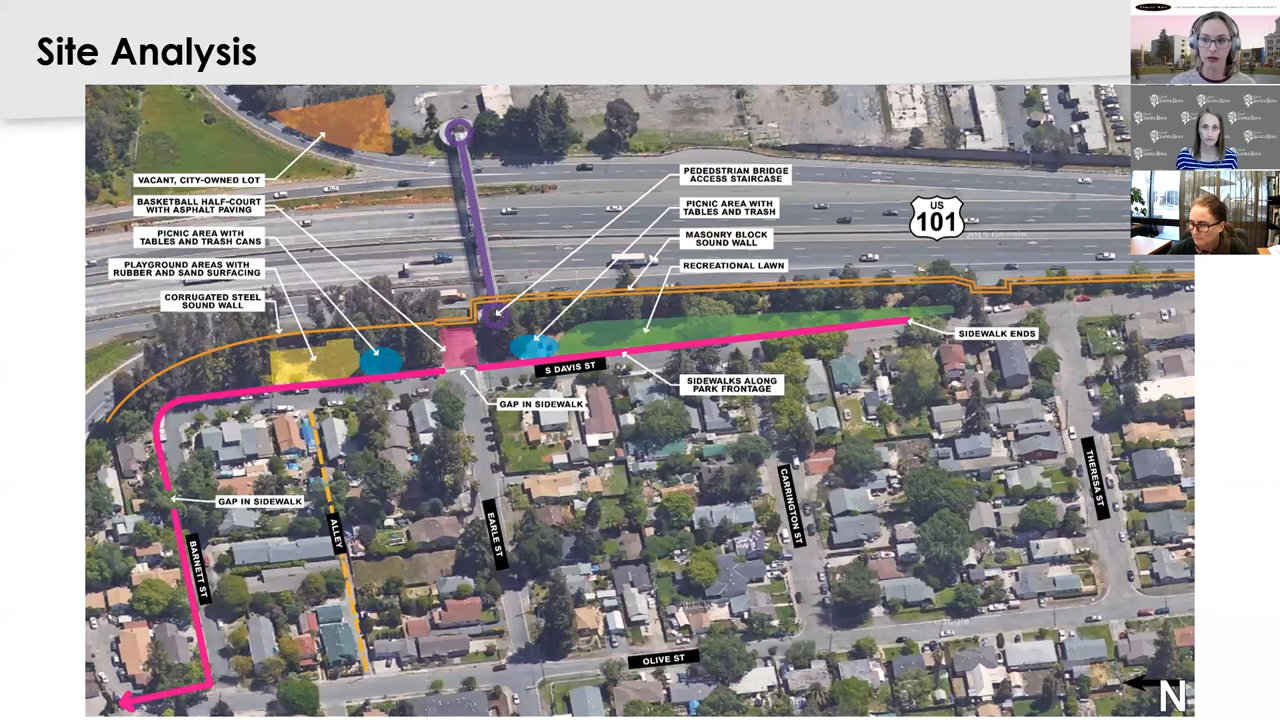 Site Analysis
VACANT, CITY-OWNED LOT
BASKETBALL HALF-COURT
WITH ASPHALT PAVING
PICNIC AREA WITH
TABLES AND TRASH CANS
PLAYGROUND AREAS WITH
RUBBER AND SAND SURFACING
CORRUGATED STEEL
SOUND WALL
PEDEDSTRIAN BRIDGE
ACCESS STAIRCASE
PICNIC AREA WITH
TABLES AND TRASH
MASONRY BLOCK
SOUND WALL
RECREATIONAL LAWN
US
101
SIDEWALK ENDS
S DAVIS ST
SIDEWALKS ALONG
PARK FRONTAGE
GAP IN SIDEWALK
GAP IN SIDEWALK
BARNETT ST
ALLEY
EARLE ST
CARRINGTON ST
THERESA ST
OLIVE ST
N